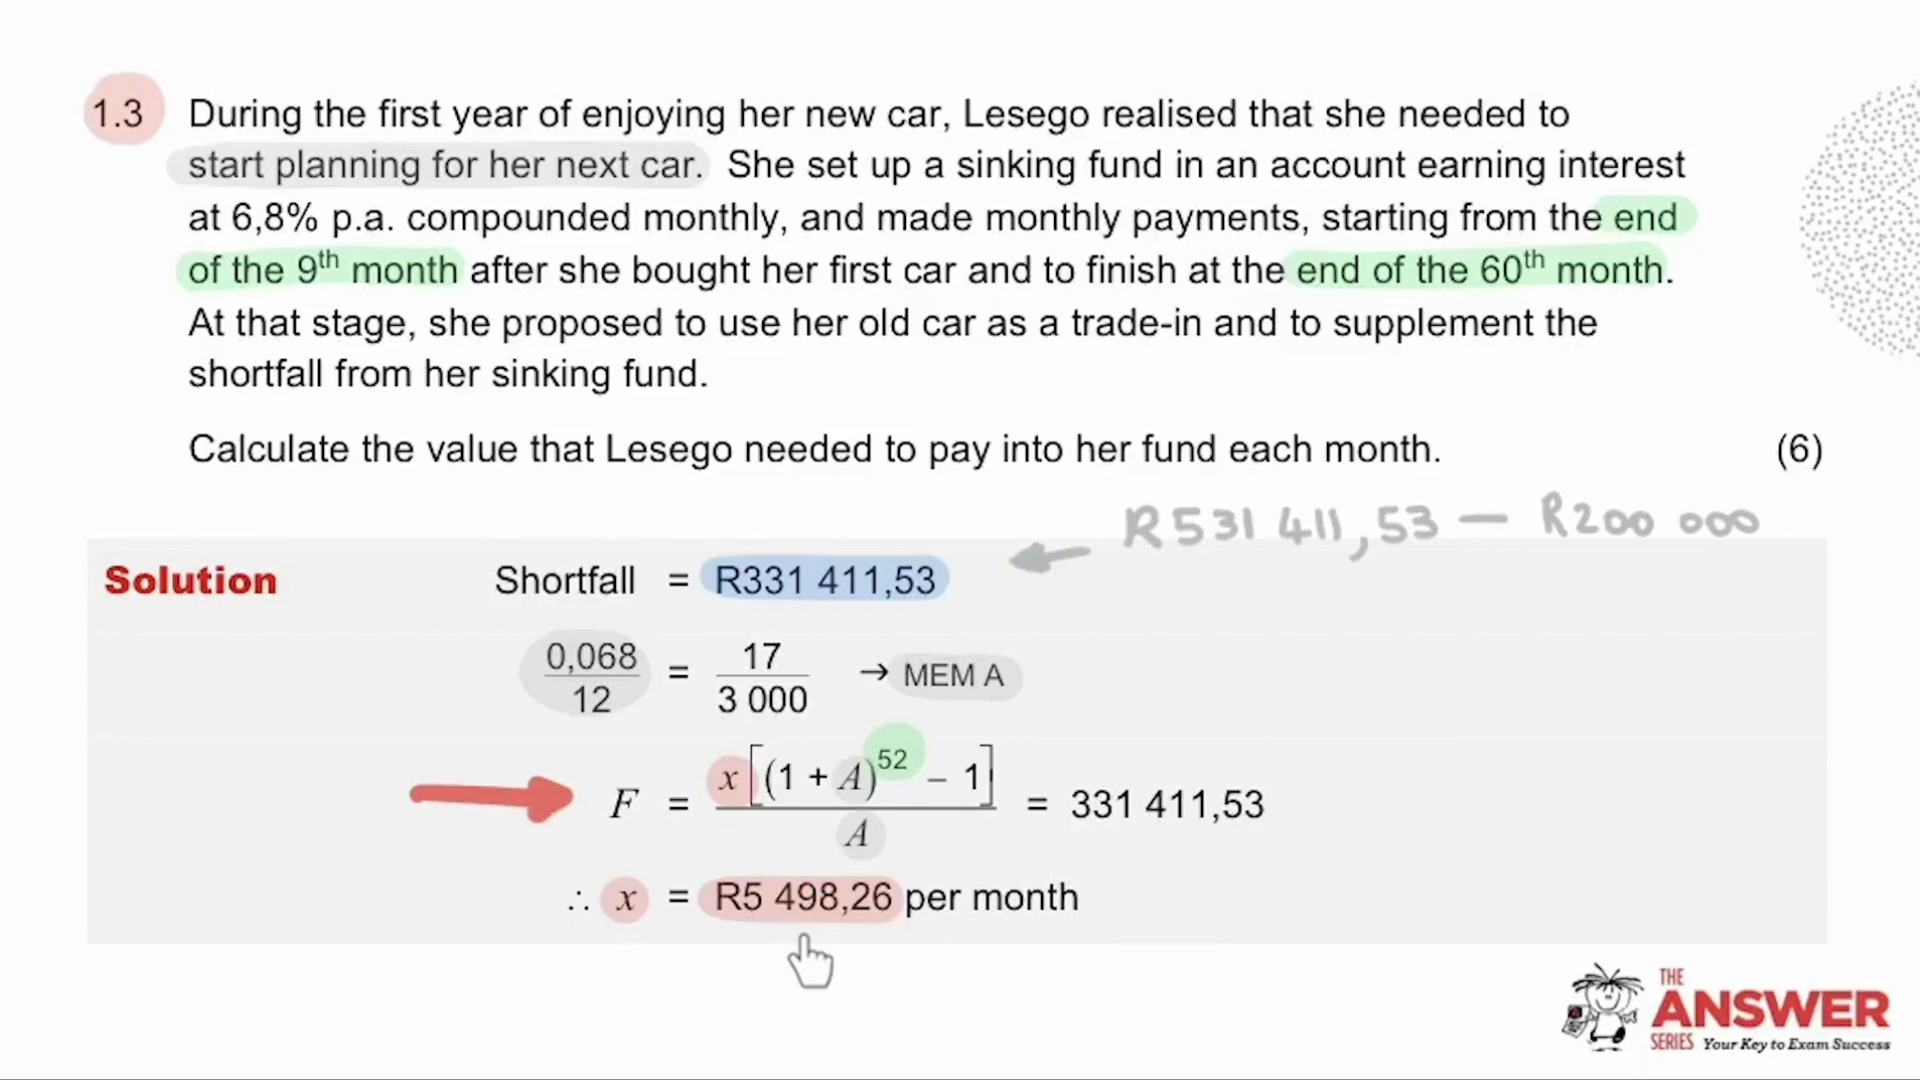 1.3 During the first year of enjoying her new car, Lesego realised that she needed to
start planning for her next car. She set up a sinking fund in an account earning interest
at 6,8% p.a. compounded monthly, and made monthly payments, starting from the end
of the 9th month after she bought her first car and to finish at the end of the 60th month.
At that stage, she proposed to use her old car as a trade-in and to supplement the
shortfall from her sinking fund.
Calculate the value that Lesego needed to pay into her fund each month. (6)
R531 411,53 – R200 000
Solution Shortfall = R331 411,53
0,068/12 = 17/3 000 → MEM A
F = x[(1 + A)^52 – 1]/A = 331 411,53
∴ x = R5 498,26 per month
THE
ANSWER
SERIES Your Key to Exam Success